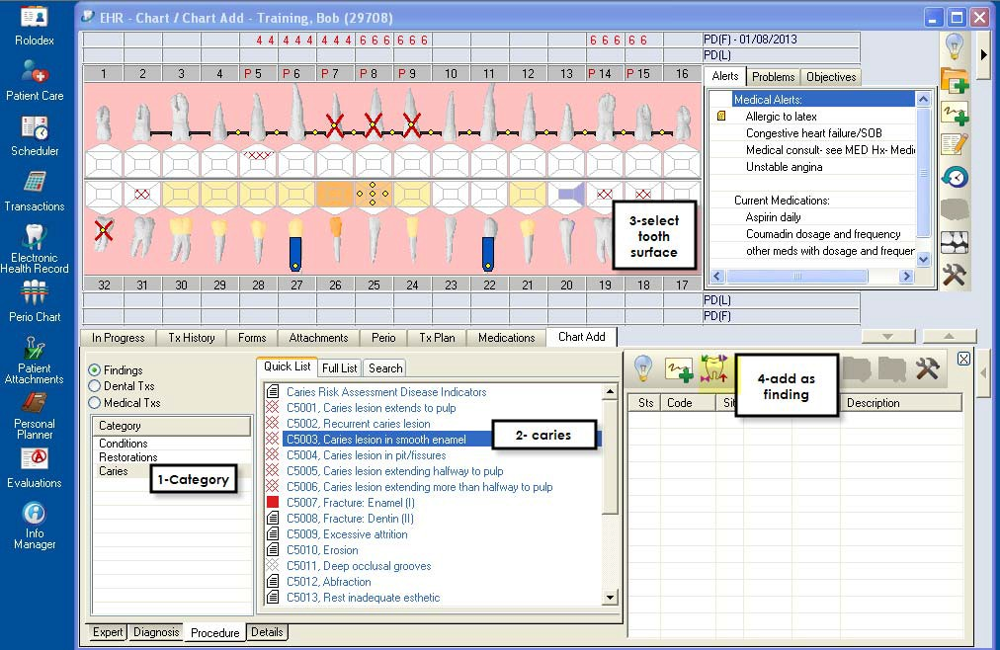 EHR - Chart / Chart Add - Training, Bob (29708)
Rolodex
Patient Care
Scheduler
Transactions
Electronic
Health Record
Perio Chart
Patient
Attachments
Personal
Planner
Evaluations
Info
Manager
4 4 4 4 4 4 4 4 6 6 6 6 6 6 6 6 6 6 6 PD(F) - 01/08/2013
PD(L)
1 2 3 4 P 5 P 6 P 7 P 8 P 9 10 11 12 13 P 14 P 15 16
3-select
tooth
surface
32 31 30 29 28 27 26 25 24 23 22 21 20 19 18 17
PD(L)
PD(F)
Alerts Problems Objectives
Medical Alerts:
Allergic to latex
Congestive heart failure/SOB
Medical consult- see MED Hx- Medi
Unstable angina
Current Medications:
Aspirin daily
Coumadin dosage and frequency
other meds with dosage and frequer
In Progress Tx History Forms Attachments Perio Tx Plan Medications Chart Add
Findings
Dental Txs
Medical Txs
Category
Conditions
Restorations
Caries
1-Category
Quick List Full List Search
Caries Risk Assessment Disease Indicators
C5001, Caries lesion extends to pulp
C5002, Recurrent caries lesion
C5003, Caries lesion in smooth enamel
2- caries
C5004, Caries lesion in pit/fissures
C5005, Caries lesion extending halfway to pulp
C5006, Caries lesion extending more than halfway to pulp
C5007, Fracture: Enamel (I)
C5008, Fracture: Dentin (II)
C5009, Excessive attrition
C5010, Erosion
C5011, Deep occlusal grooves
C5012, Abfraction
C5013, Rest inadequate esthetic
4-add as
finding
Sts Code Sit Description
Expert Diagnosis Procedure Details